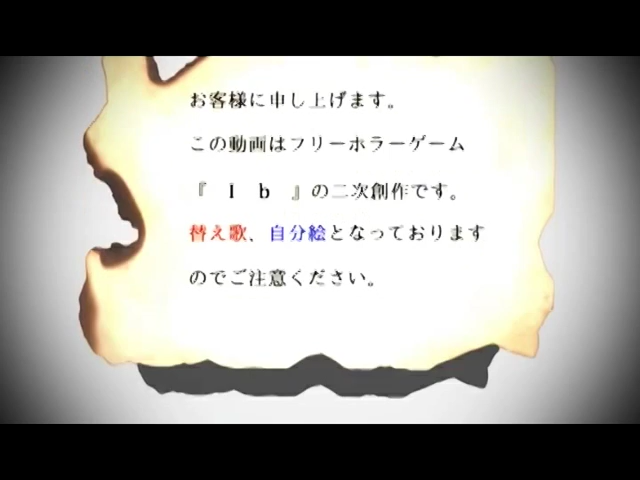 お客様に申し上げます。
この動画はフリーホラーゲーム
『　Ｉｂ　』の二次創作です。
替え歌、自分絵となっております
のでご注意ください。